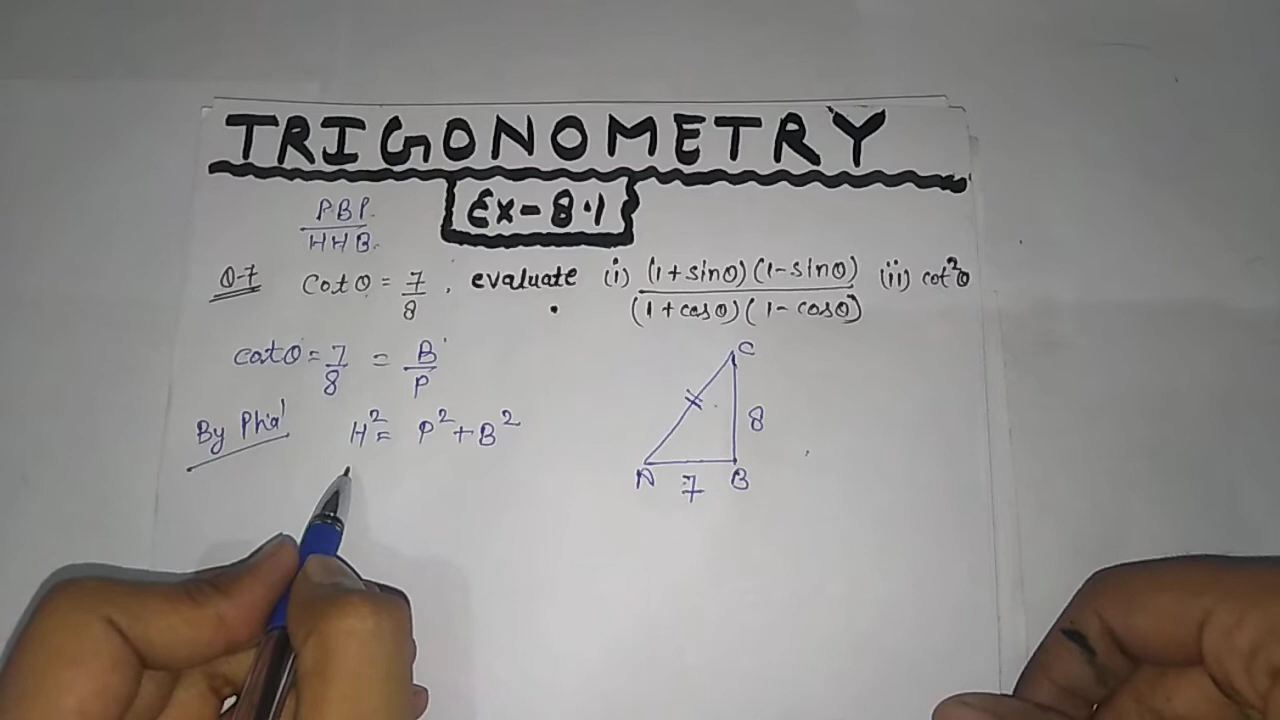 TRIGONOMETRY
Ex-8.1
PBP
HHB
Q-7 Cot θ = 7/8 . evaluate (i) (1+sinθ)(1-sinθ)/(1+cosθ)(1-cosθ) (ii) cot²θ
cotθ = 7/8 = B/P
By Pha' H² = P² + B²
C
8
A 7 B